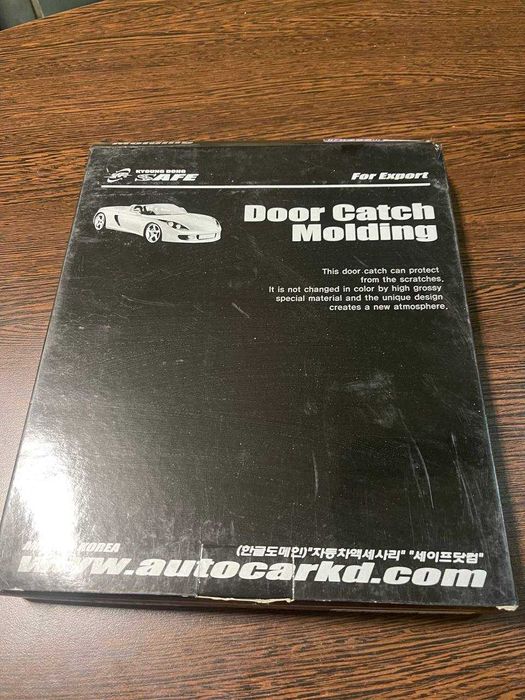 KYOUNG DONG
SAFE
For Export
Door Catch
Molding
This door catch can protect
from the scratches.
It is not changed in color by high grossy
special material and the unique design
creates a new atmosphere.
KOREA
(한글도메인)"자동차액세사리" "세이프닷컴"
www.autocarkd.com